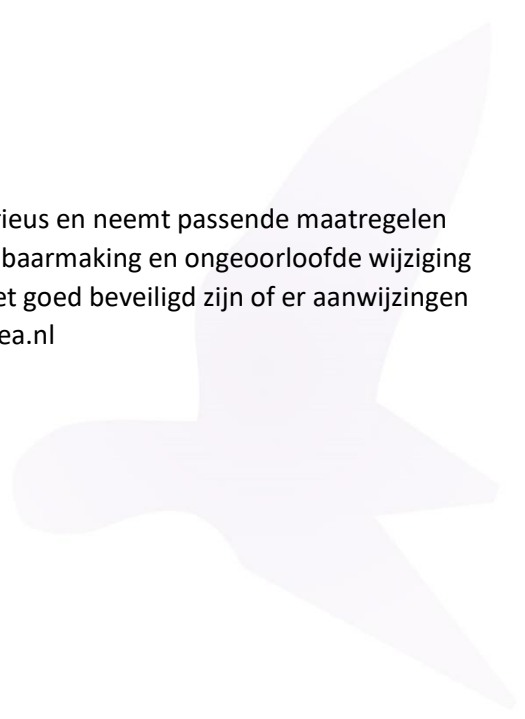 rieus en neemt passende maatregelen
baarmaking en ongeoorloofde wijziging
et goed beveiligd zijn of er aanwijzingen
ea.nl